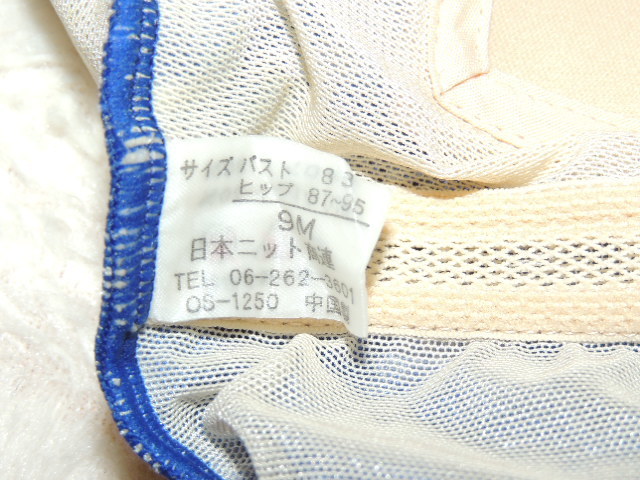 サイズ バスト 83
ヒップ 87~95
9M
日本ニット
TEL 06-262-3601
OS-1250 中国